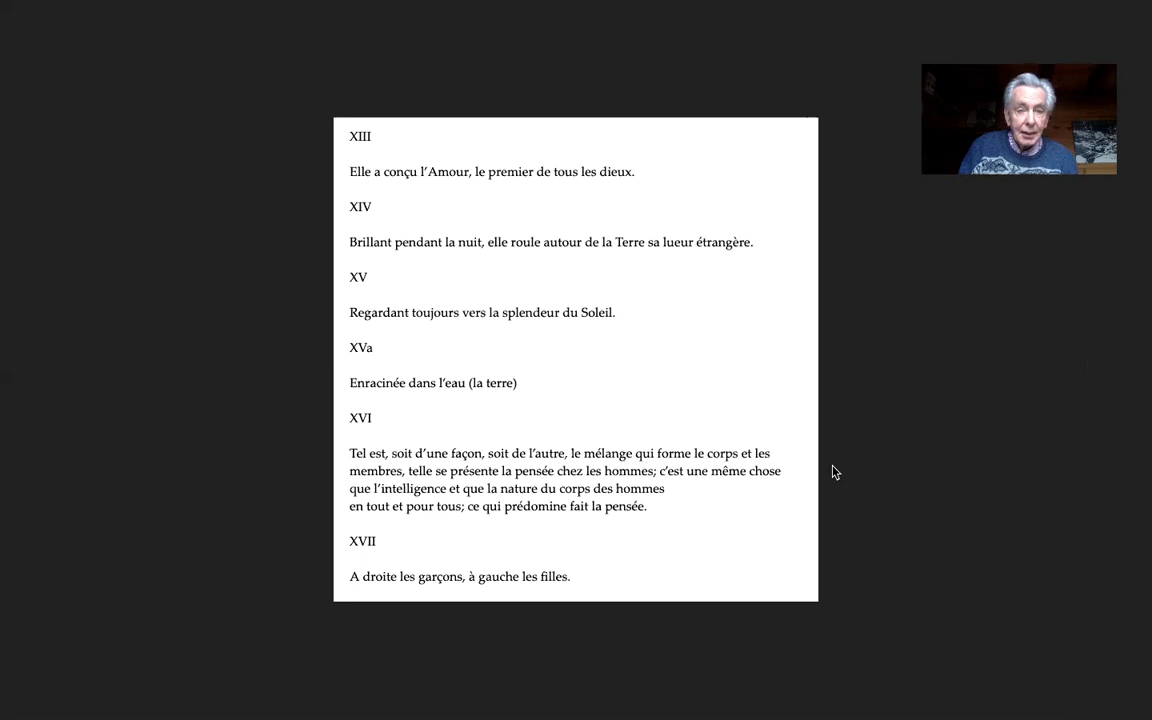 XIII
Elle a conçu l’Amour, le premier de tous les dieux.
XIV
Brillant pendant la nuit, elle roule autour de la Terre sa lueur étrangère.
XV
Regardant toujours vers la splendeur du Soleil.
XVa
Enracinée dans l’eau (la terre)
XVI
Tel est, soit d’une façon, soit de l’autre, le mélange qui forme le corps et les
membres, telle se présente la pensée chez les hommes; c’est une même chose
que l’intelligence et que la nature du corps des hommes
en tout et pour tous; ce qui prédomine fait la pensée.
XVII
A droite les garçons, à gauche les filles.